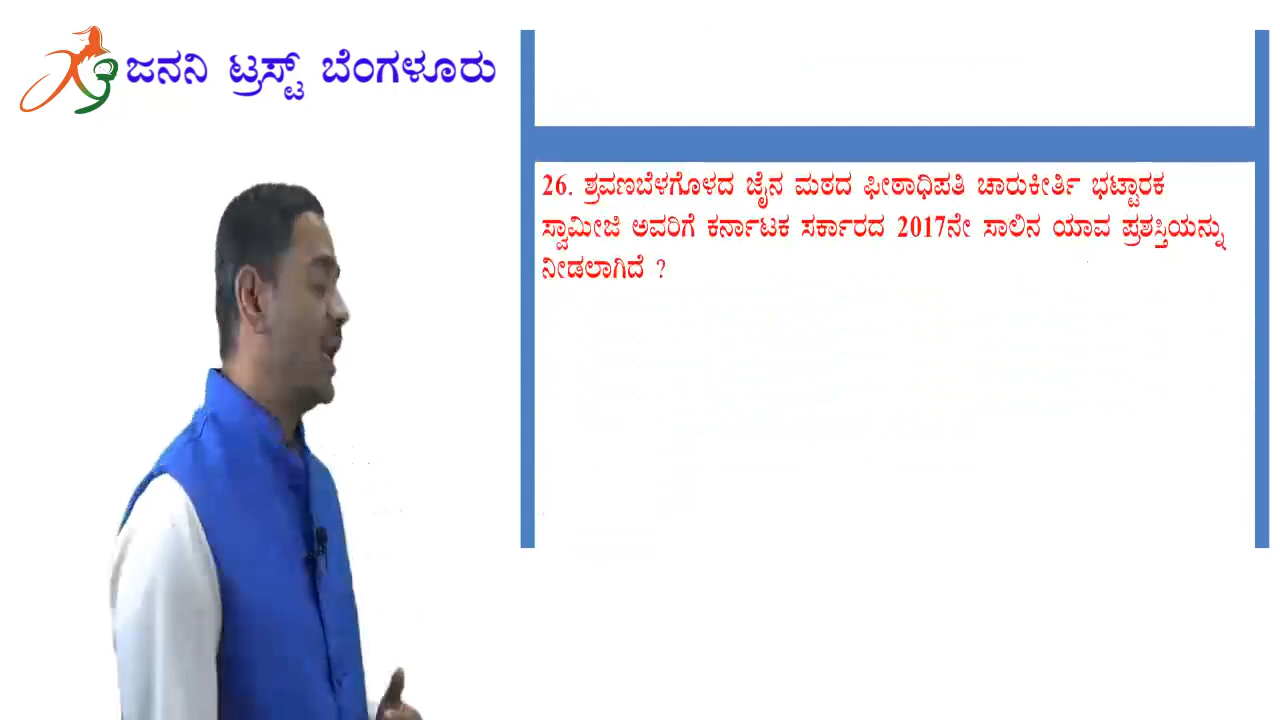 ಜನನಿ ಟ್ರಸ್ಟ್ ಬೆಂಗಳೂರು
26. ಶ್ರವಣಬೆಳಗೊಳದ ಜೈನ ಮಠದ ಫೀಠಾಧಿಪತಿ ಚಾರುಕೀರ್ತಿ ಭಟ್ಟಾರಕ
ಸ್ವಾಮೀಜಿ ಅವರಿಗೆ ಕರ್ನಾಟಕ ಸರ್ಕಾರದ 2017ನೇ ಸಾಲಿನ ಯಾವ ಪ್ರಶಸ್ತಿಯನ್ನು
ನೀಡಲಾಗಿದೆ ?